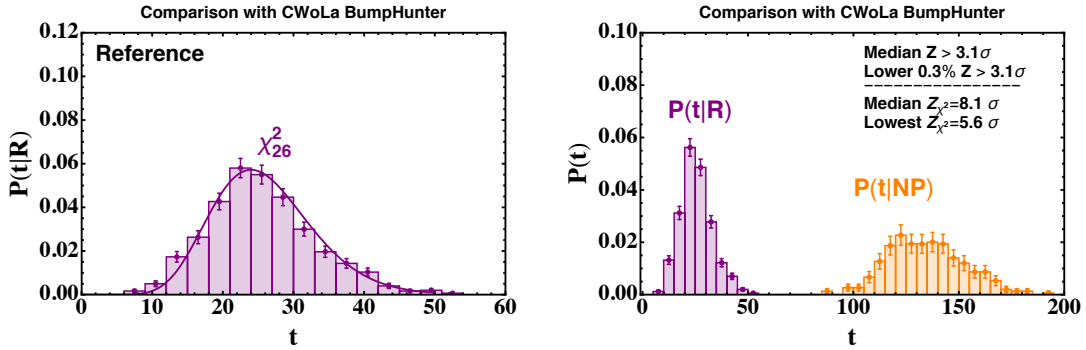 Comparison with CWoLa BumpHunter
Reference
χ²₂₆
P(t|R)
0.12
0.10
0.08
0.06
0.04
0.02
0.00
0 10 20 30 40 50 60
t
Comparison with CWoLa BumpHunter
Median Z > 3.1σ
Lower 0.3% Z > 3.1σ
-----------------
Median Z_χ²=8.1 σ
Lowest Z_χ²=5.6 σ
P(t|R)
P(t|NP)
P(t)
0.10
0.08
0.06
0.04
0.02
0.00
0 50 100 150 200
t